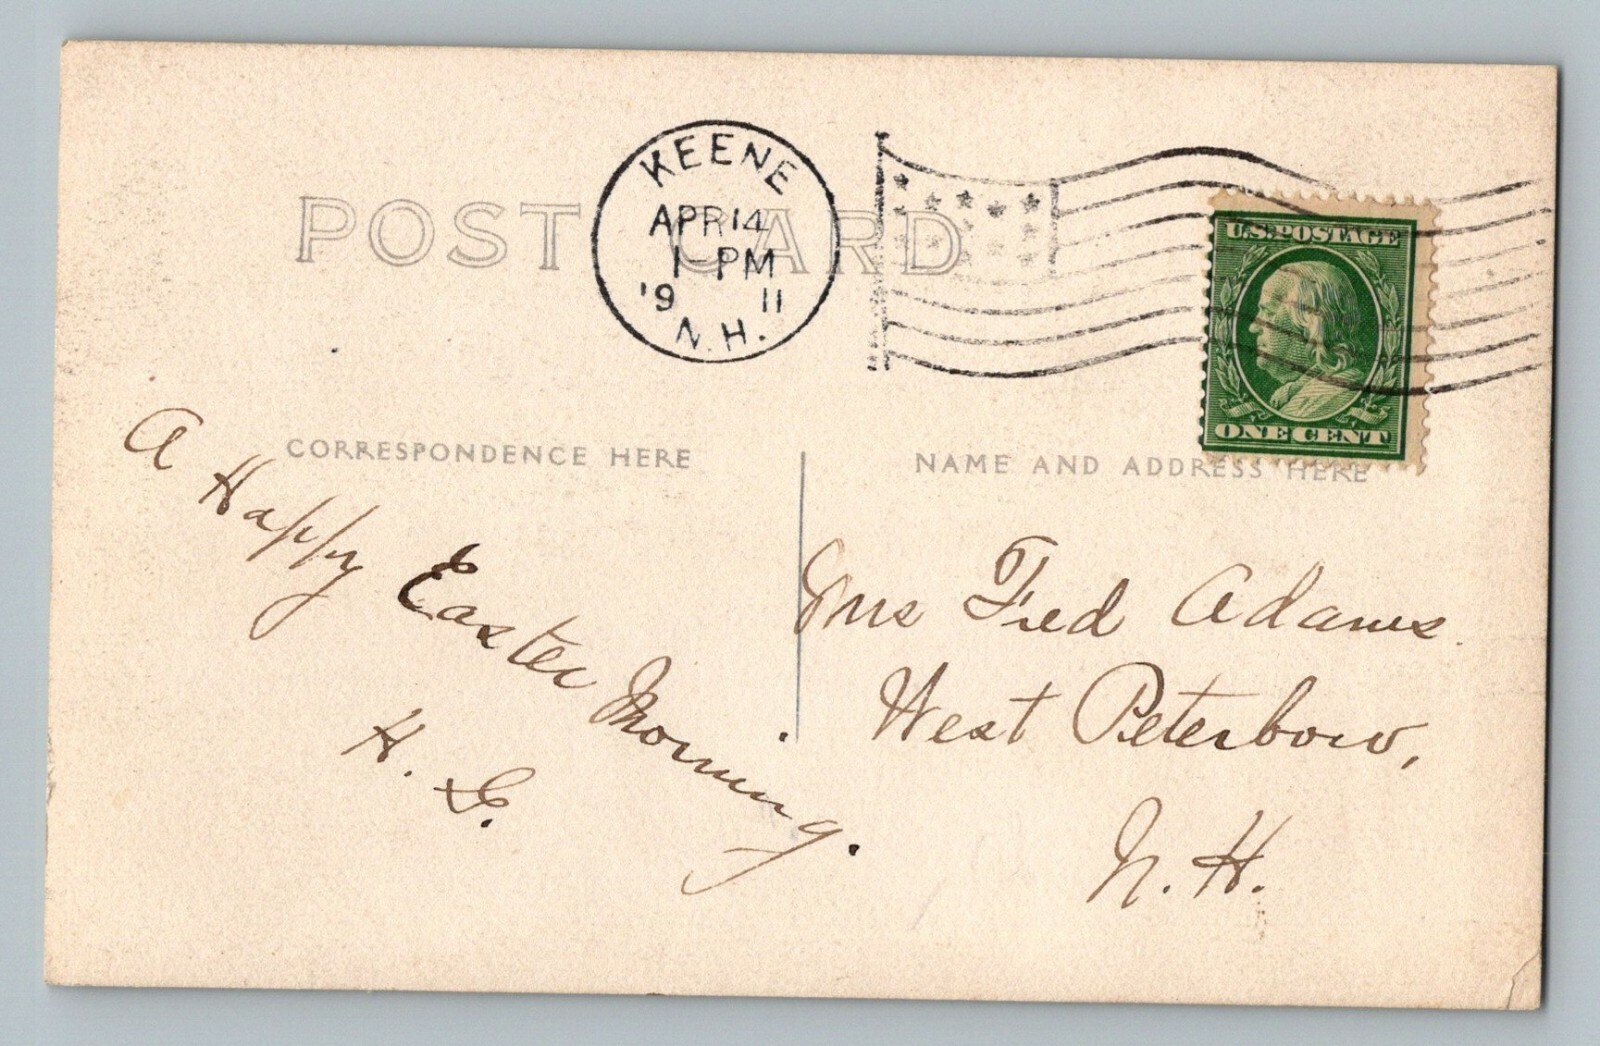 POST CARD
KEENE
APR 14
1 PM
'9 11
N.H.
U.S. POSTAGE
ONE CENT
CORRESPONDENCE HERE
NAME AND ADDRESS HERE
A Happy Easter Morning.
H. G.
Mrs Fred Adams
West Peterboro,
N. H.